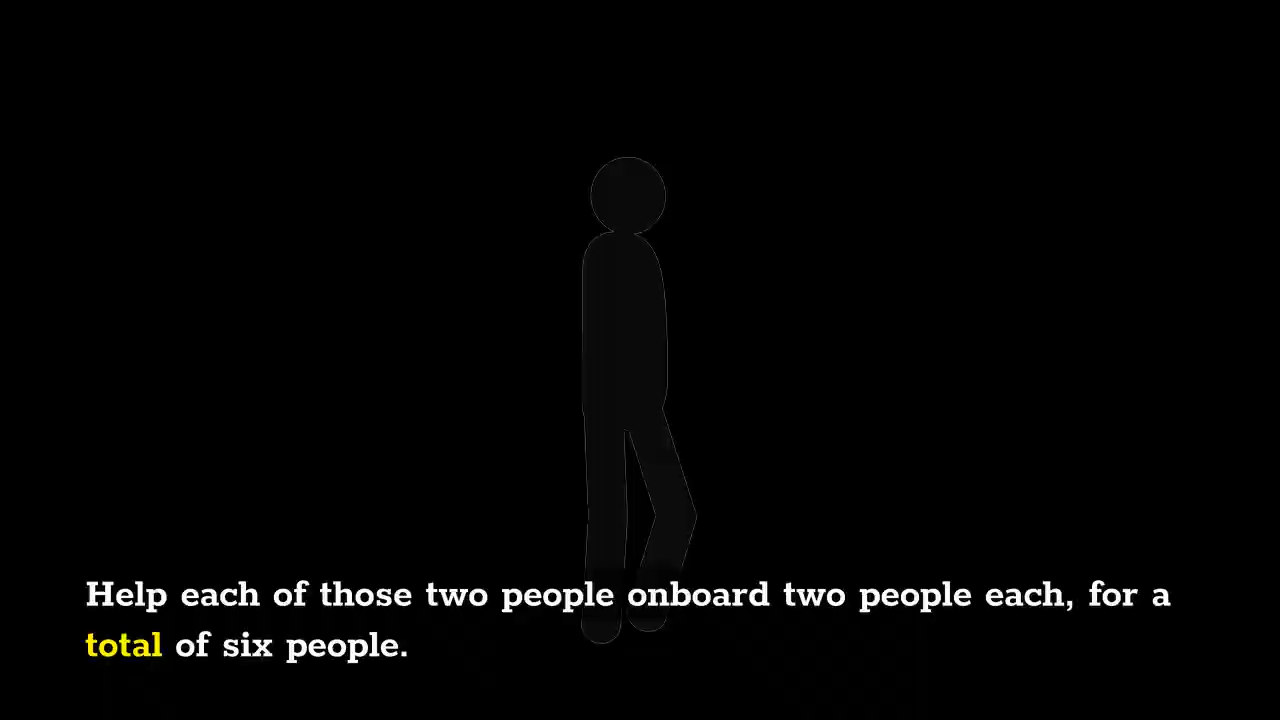 Help each of those two people onboard two people each, for a
total of six people.